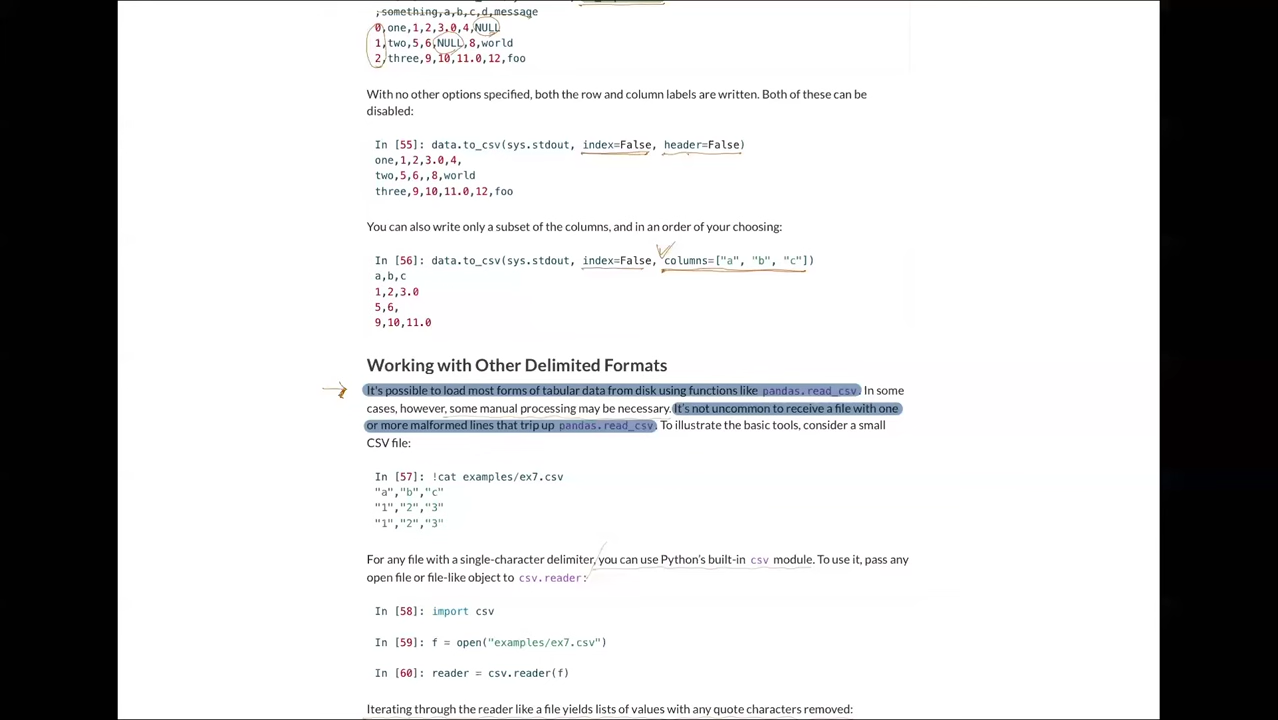 ,something,a,b,c,d,message
0,one,1,2,3.0,4,NULL
1,two,5,6,NULL,8,world
2,three,9,10,11.0,12,foo
With no other options specified, both the row and column labels are written. Both of these can be
disabled:
In [55]: data.to_csv(sys.stdout, index=False, header=False)
one,1,2,3.0,4,
two,5,6,,8,world
three,9,10,11.0,12,foo
You can also write only a subset of the columns, and in an order of your choosing:
In [56]: data.to_csv(sys.stdout, index=False, columns=["a", "b", "c"])
a,b,c
1,2,3.0
5,6,
9,10,11.0
Working with Other Delimited Formats
It's possible to load most forms of tabular data from disk using functions like pandas.read_csv. In some
cases, however, some manual processing may be necessary. It's not uncommon to receive a file with one
or more malformed lines that trip up pandas.read_csv. To illustrate the basic tools, consider a small
CSV file:
In [57]: !cat examples/ex7.csv
"a","b","c"
"1","2","3"
"1","2","3"
For any file with a single-character delimiter, you can use Python's built-in csv module. To use it, pass any
open file or file-like object to csv.reader:
In [58]: import csv
In [59]: f = open("examples/ex7.csv")
In [60]: reader = csv.reader(f)
Iterating through the reader like a file yields lists of values with any quote characters removed: